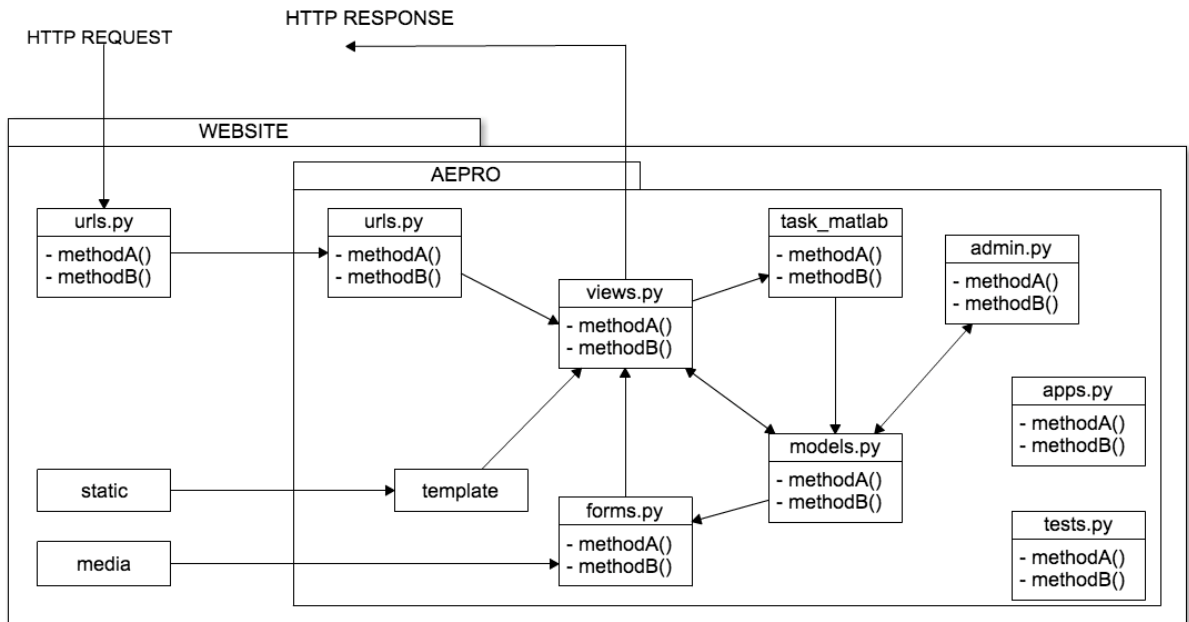 HTTP RESPONSE
HTTP REQUEST
WEBSITE
AEPRO
urls.py
- methodA()
- methodB()
urls.py
- methodA()
- methodB()
task_matlab
- methodA()
- methodB()
admin.py
- methodA()
- methodB()
views.py
- methodA()
- methodB()
apps.py
- methodA()
- methodB()
models.py
- methodA()
- methodB()
static
template
forms.py
- methodA()
- methodB()
media
tests.py
- methodA()
- methodB()